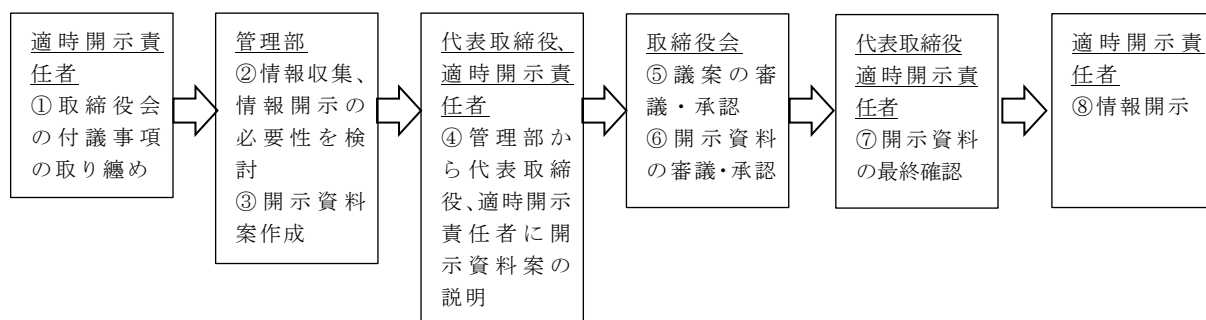 適時開示責
任者
①取締役会
の付議事項
の取り纏め
管理部
②情報収集、
情報開示の
必要性を検
討
③開示資料
案作成
代表取締役、
適時開示責
任者
④管理部か
ら代表取締
役、適時開示
責任者に開
示資料案の
説明
取締役会
⑤議案の審
議・承認
⑥開示資料
の審議・承認
代表取締役
適時開示責
任者
⑦開示資料
の最終確認
適時開示責
任者
⑧情報開示